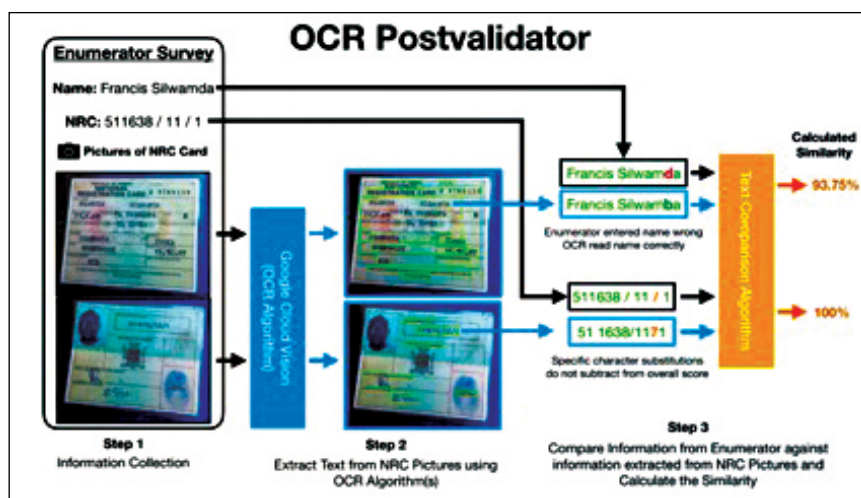 OCR Postvalidator
Enumerator Survey
Name: Francis Silwamda
NRC: 511638 / 11 / 1
Pictures of NRC Card
NATIONAL
REGISTRATION CARD
Google Cloud Vision
(OCR Algorithm)
Francis Silwamda
Francis Silwamba
Enumerator entered name wrong
OCR read name correctly
511638 / 11 / 1
51 1638/1171
Specific character substitutions
do not subtract from overall score
Text Comparison Algorithm
Calculated
Similarity
93.75%
100%
Step 1
Information Collection
Step 2
Extract Text from NRC Pictures using
OCR Algorithm(s)
Step 3
Compare Information from Enumerator against
information extracted from NRC Pictures and
Calculate the Similarity